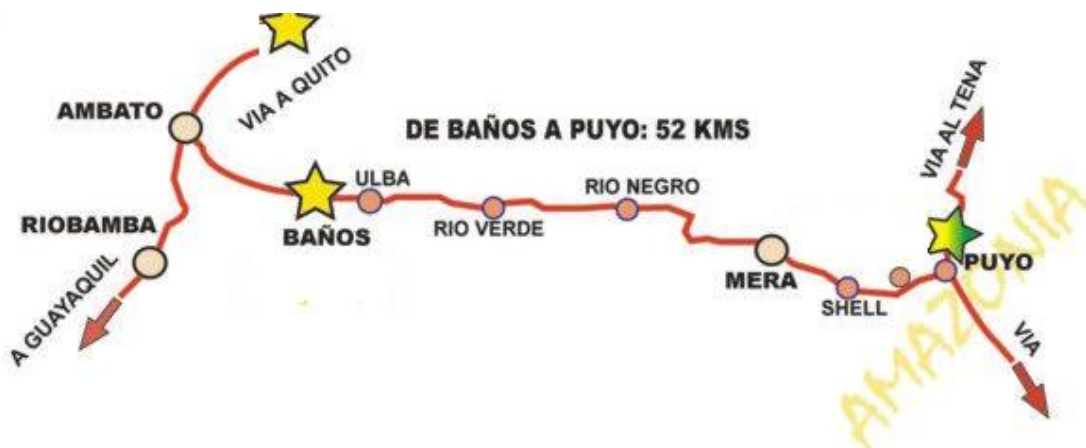 VIA A QUITO
AMBATO
DE BAÑOS A PUYO: 52 KMS
VIA AL TENA
ULBA
RIO NEGRO
RIOBAMBA
BAÑOS
RIO VERDE
A GUAYAQUIL
MERA
PUYO
SHELL
VIA
AMAZONIA